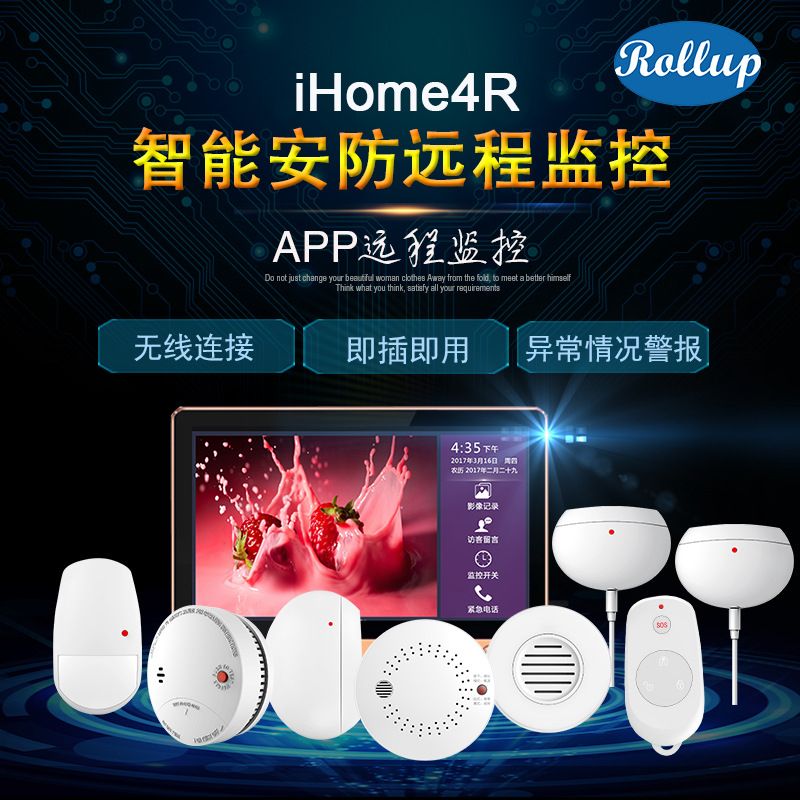 Rollup
iHome4R
智能安防远程监控
APP远程监控
Do not just change your beautiful woman clothes Away from the fold, to meet a better himself
Think what you think, satisfy all your requirements
无线连接
即插即用
异常情况警报
4:35 下午
2017年3月16日 周四
农历 2017年二月二十九
影像记录
访客留言
监控开关
紧急电话
SOS